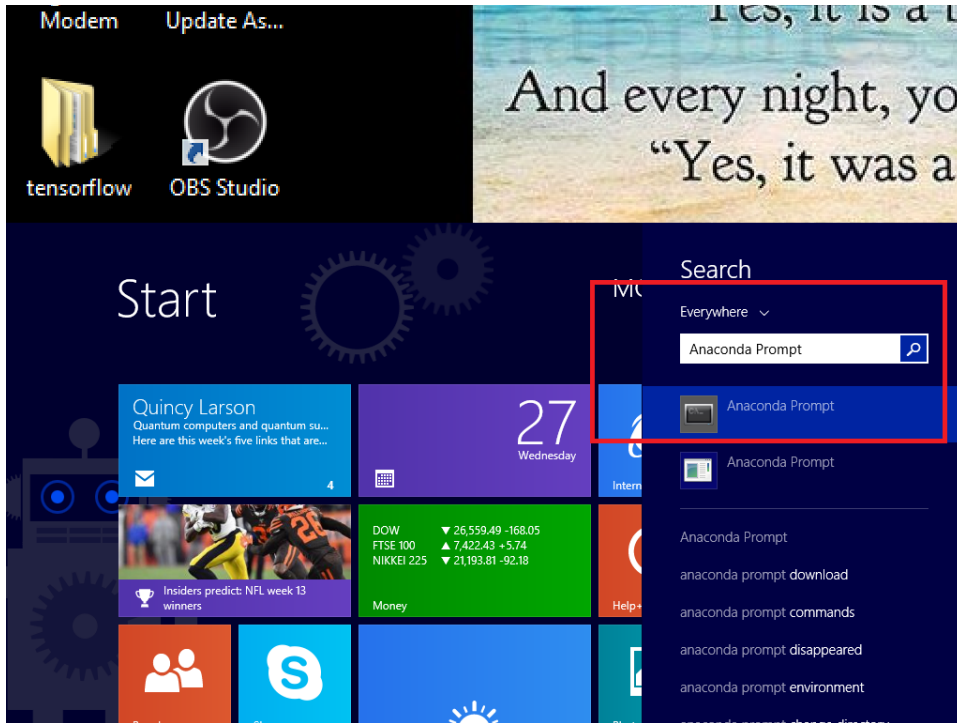 Modem
Update As...
tensorflow
OBS Studio
Yes, it is a
And every night, yo
"Yes, it was a
Start
Search
Everywhere
Anaconda Prompt
Anaconda Prompt
Anaconda Prompt
Anaconda Prompt
anaconda prompt download
anaconda prompt commands
anaconda prompt disappeared
anaconda prompt environment
Quincy Larson
Quantum computers and quantum su...
Here are this week's five links that are...
4
27
Wednesday
Intern
Insiders predict: NFL week 13
winners
DOW ▼ 26,559.49 -168.05
FTSE 100 ▲ 7,422.43 +5.74
NIKKEI 225 ▼ 21,193.81 -92.18
Money
Help+